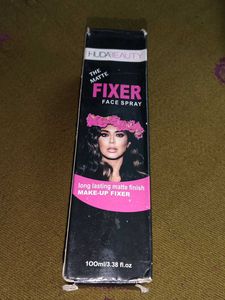 HUDABEAUTY
THE
MATTE
FIXER
FACE SPRAY
long lasting matte finish
MAKE-UP FIXER
100ml/3.38 fl.oz